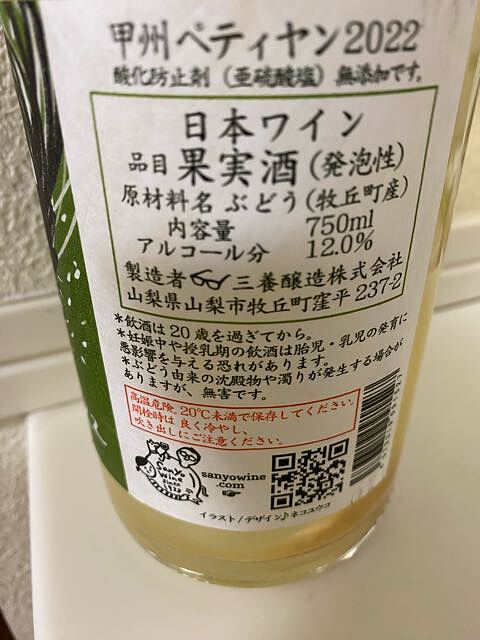 甲州ペティヤン2022
酸化防止剤(亜硫酸塩)無添加です。
日本ワイン
品目 果実酒(発泡性)
原材料名 ぶどう(牧丘町産)
内容量 750ml
アルコール分 12.0%
製造者 三養醸造株式会社
山梨県山梨市牧丘町窪平237-2
*飲酒は20歳を過ぎてから。
*妊娠中や授乳期の飲酒は胎児・乳児の発育に
悪影響を与える恐れがあります。
*ぶどう由来の沈殿物や濁りが発生する場合が
ありますが、無害です。
高温危険。20℃未満で保存してください。
開栓時は良く冷やし、
吹き出しにご注意ください。
Sanyo
Wine
since
1933
sanyowine
.com
イラスト/デザイン♪ネコユウコ